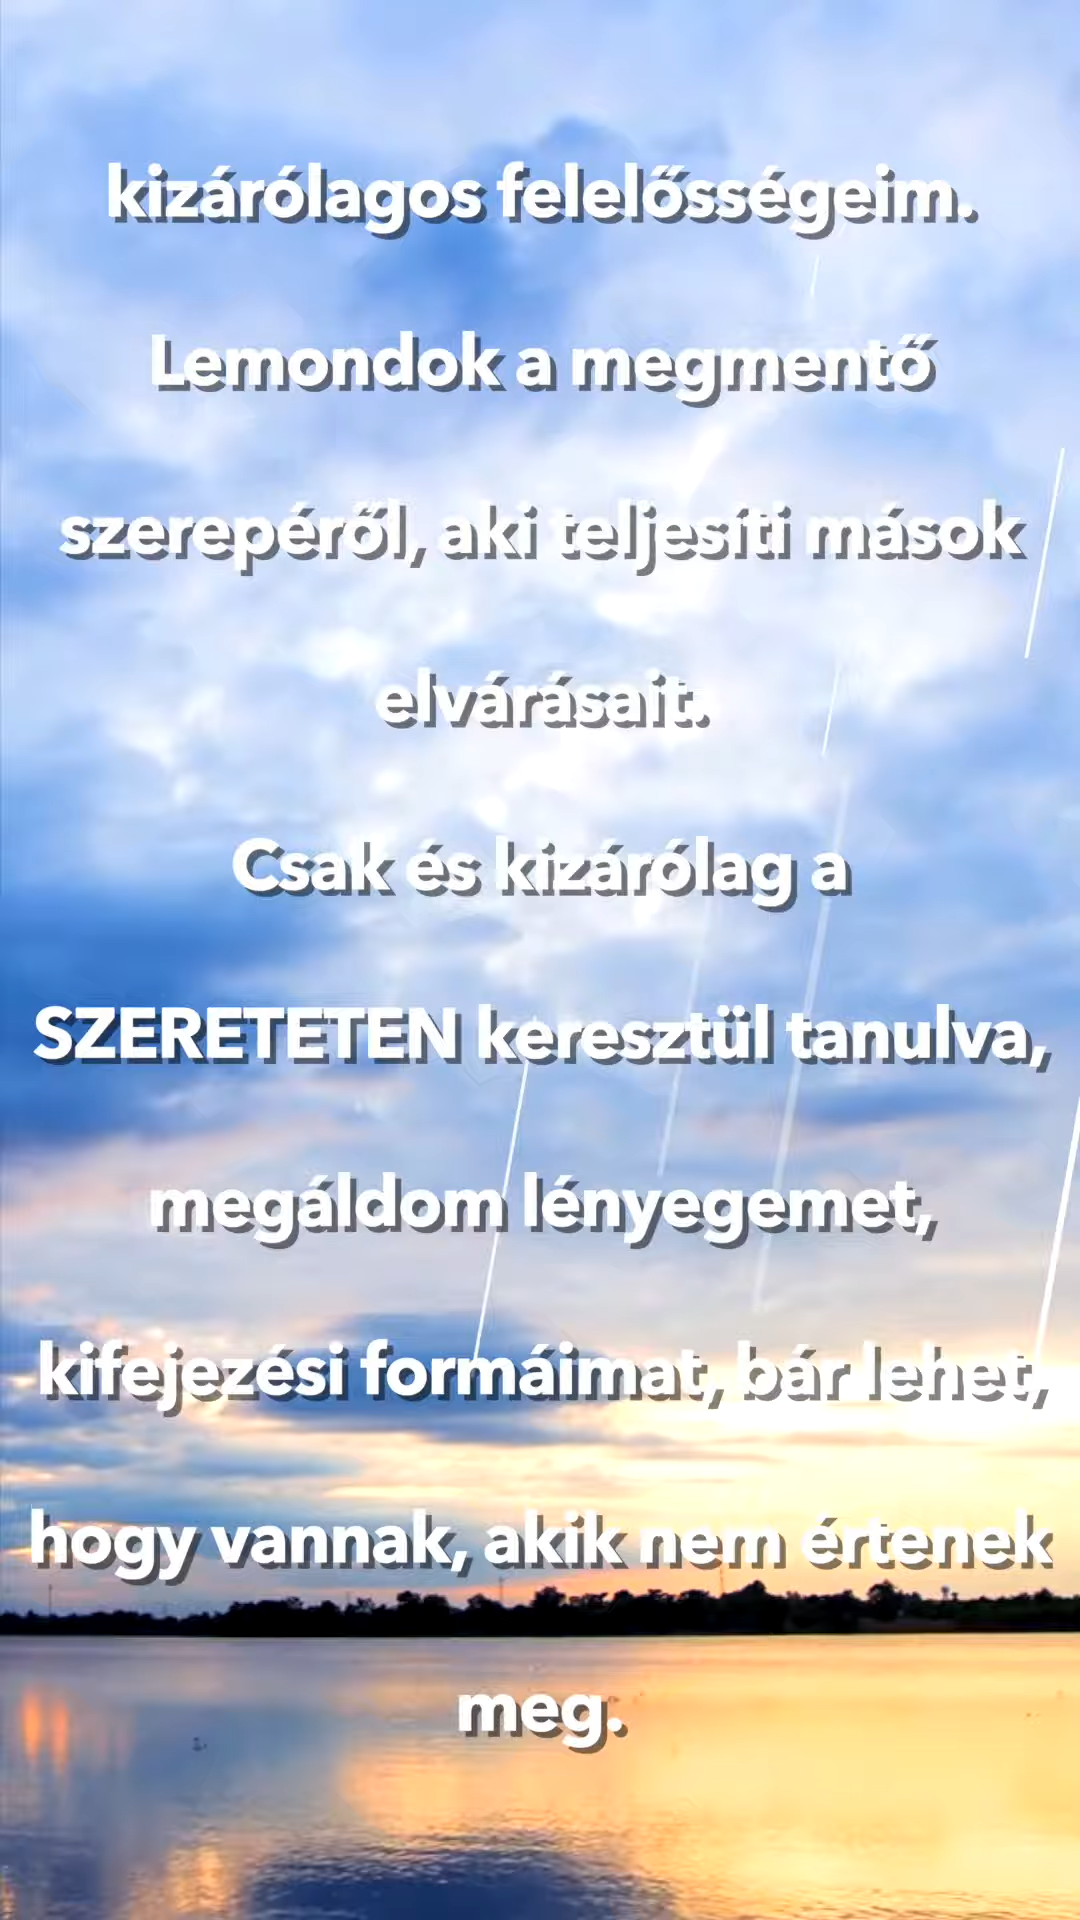 kizárólagos felelősségeim.
Lemondok a megmentő
szerepéről, aki teljesíti mások
elvárásait.
Csak és kizárólag a
SZERETETEN keresztül tanulva,
megáldom lényegemet,
kifejezési formáimat, bár lehet,
hogy vannak, akik nem értenek
meg.